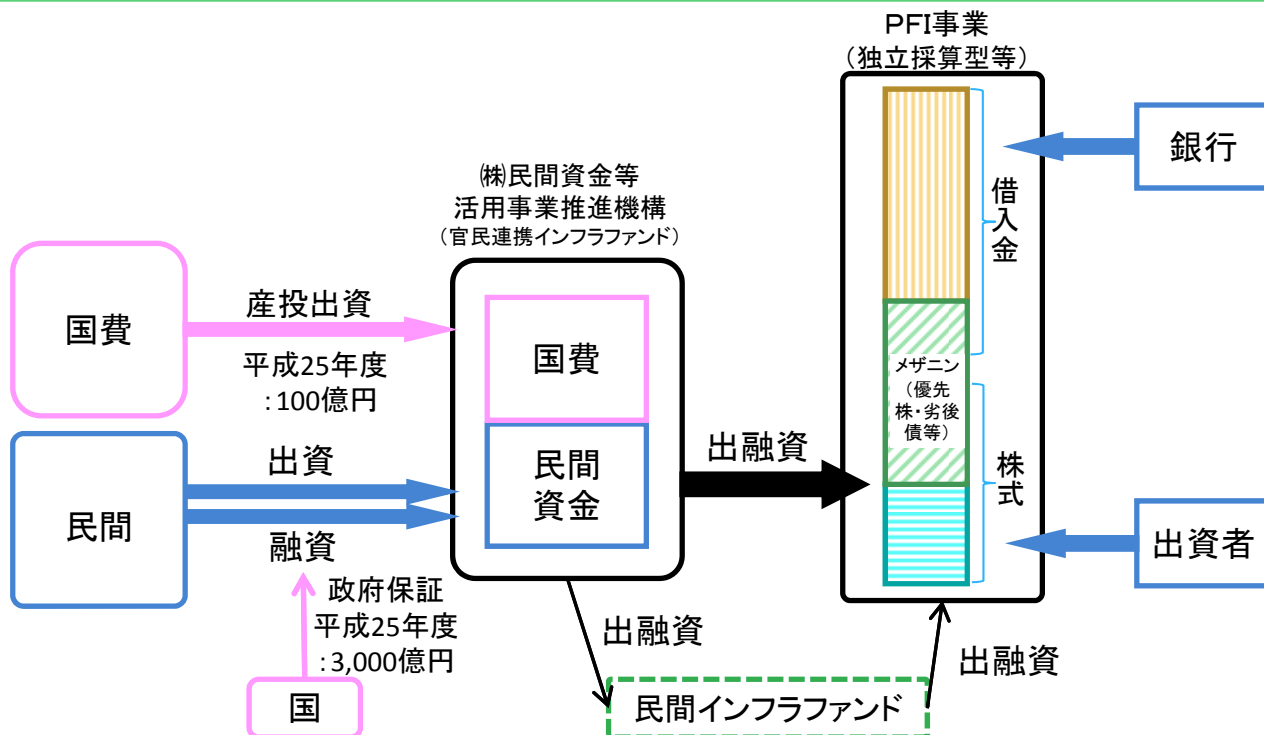 PFI事業
（独立採算型等）
銀行
借入金
㈱民間資金等
活用事業推進機構
（官民連携インフラファンド）
国費
産投出資
平成25年度
：100億円
国費
メザニン
（優先
株・劣後
債等）
出融資
株式
民間
出資
融資
民間
資金
出資者
政府保証
平成25年度
：3,000億円
国
出融資
出融資
民間インフラファンド